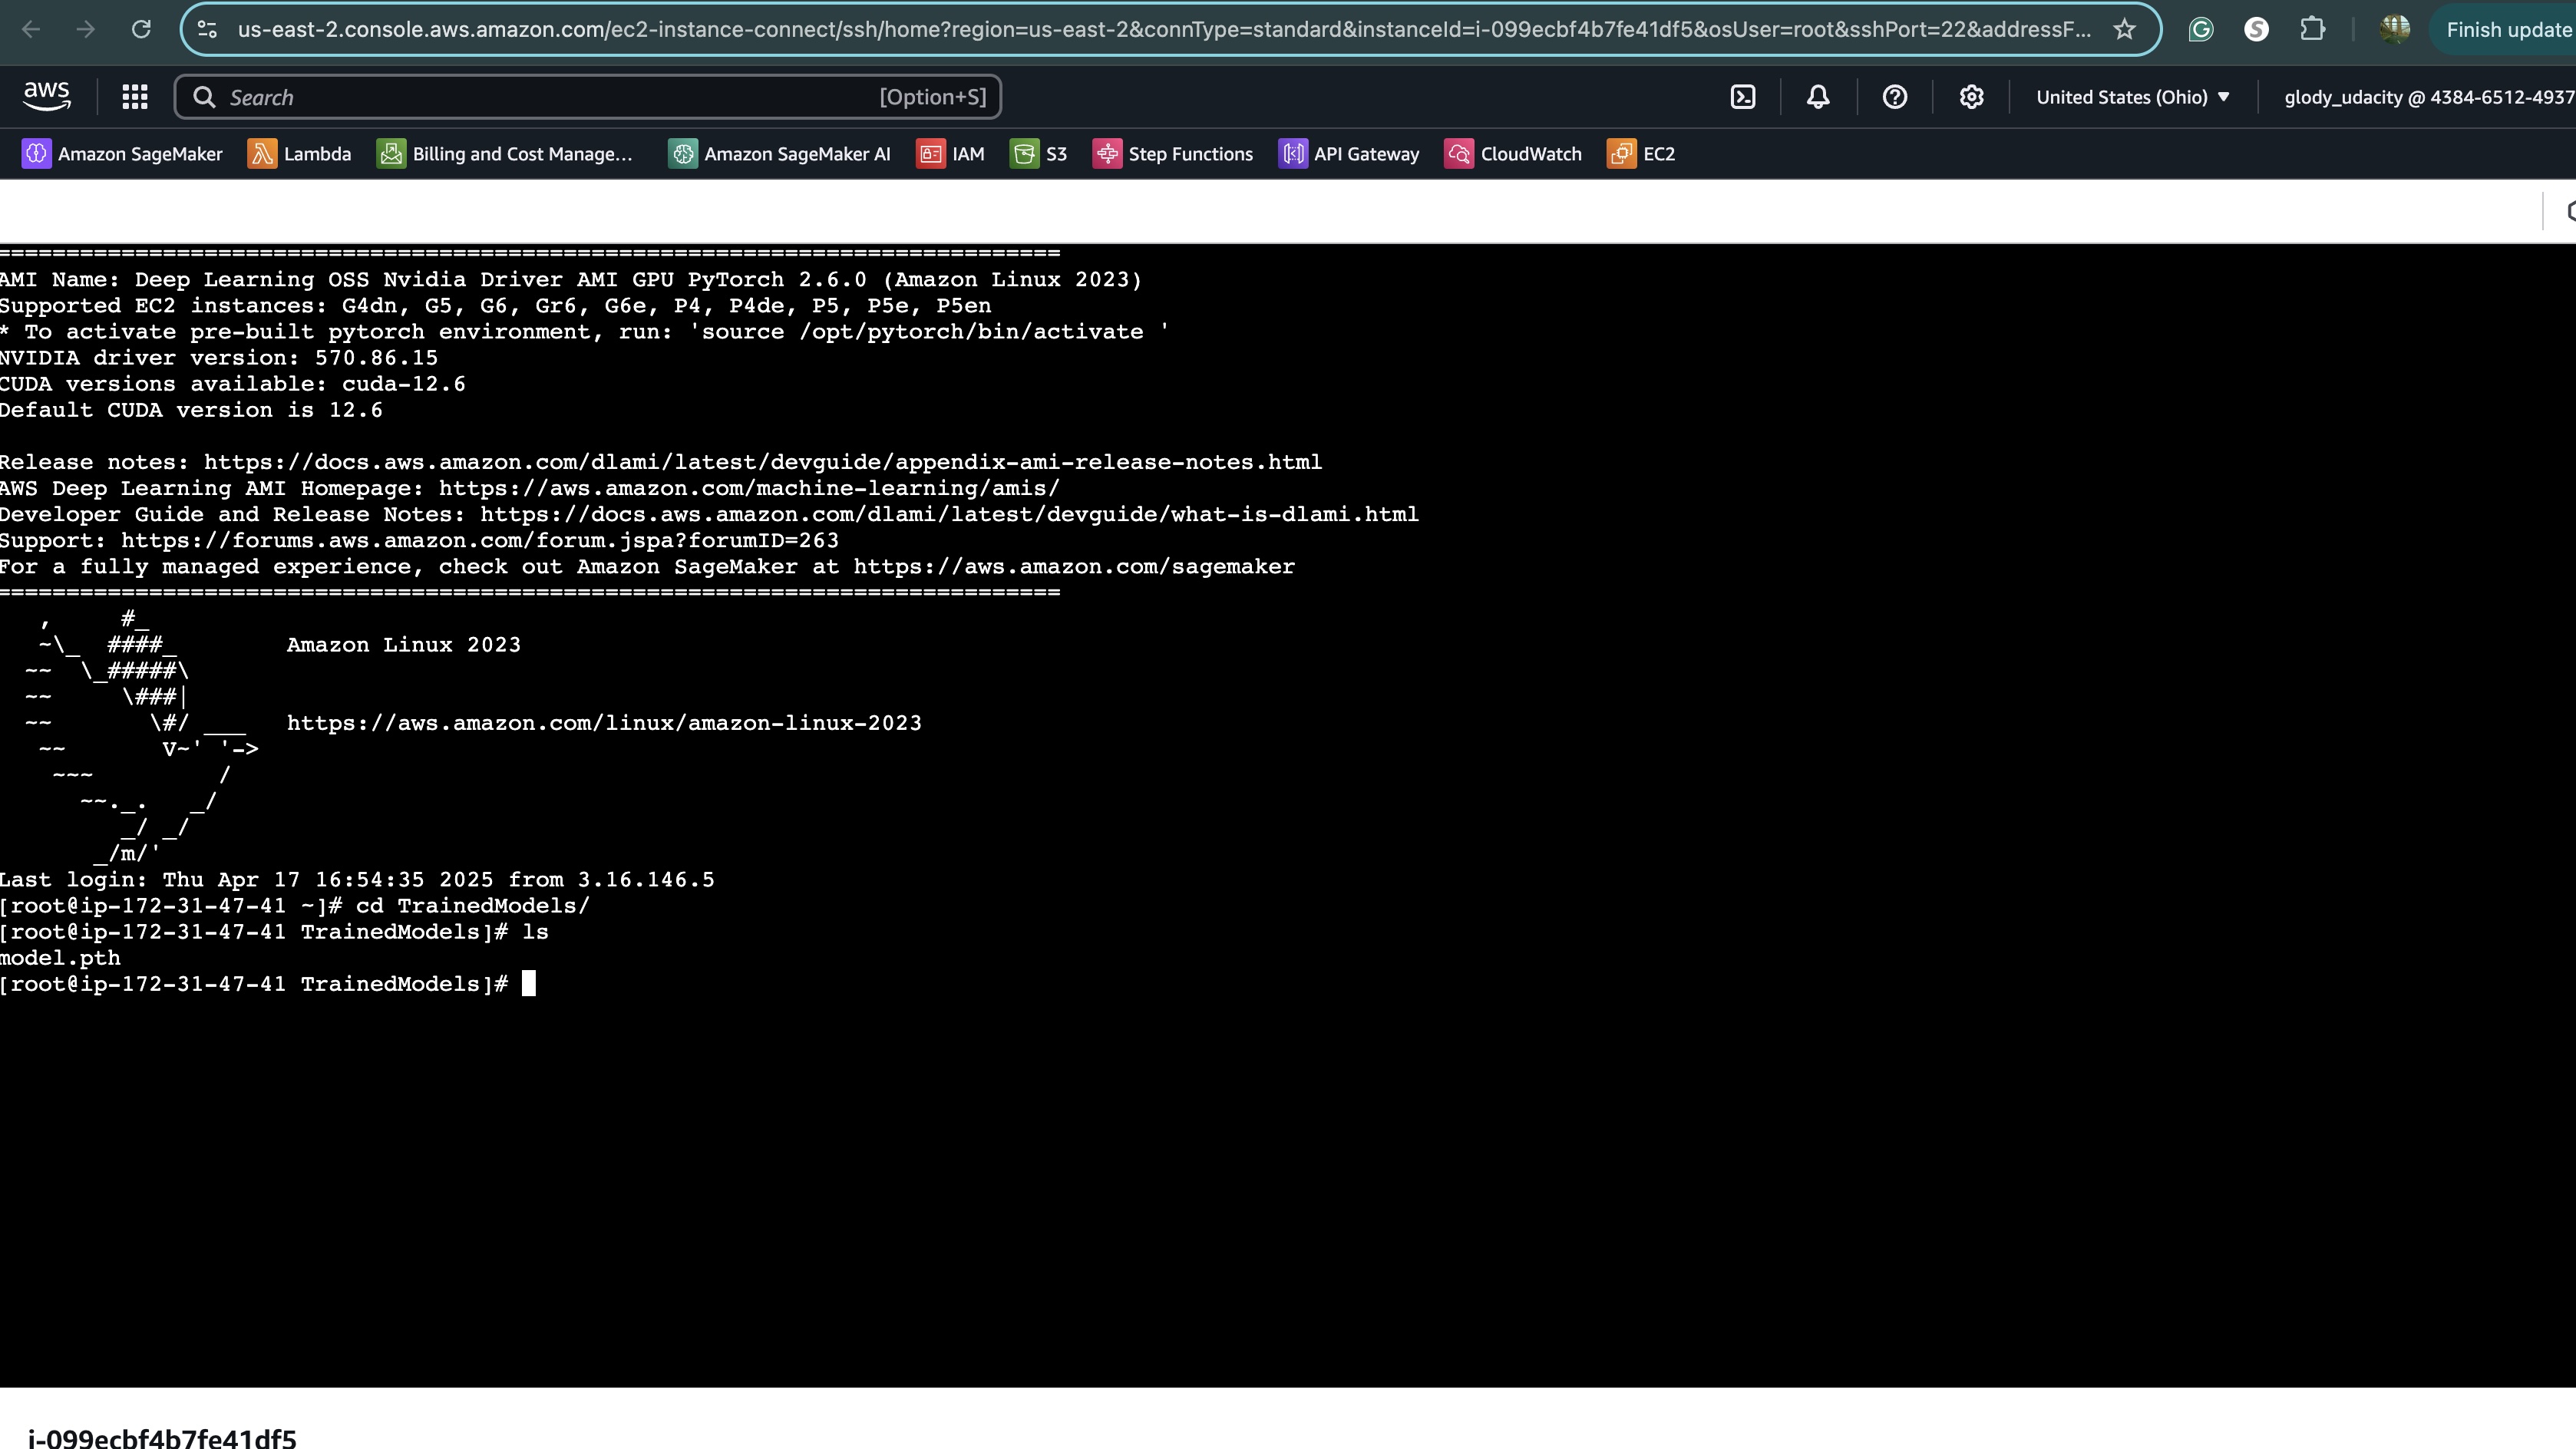 us-east-2.console.aws.amazon.com/ec2-instance-connect/ssh/home?region=us-east-2&connType=standard&instanceId=i-099ecbf4b7fe41df5&osUser=root&sshPort=22&addressF...
Finish update
aws
Search
[Option+S]
United States (Ohio)
glody_udacity @ 4384-6512-4937
Amazon SageMaker
Lambda
Billing and Cost Manage...
Amazon SageMaker AI
IAM
S3
Step Functions
API Gateway
CloudWatch
EC2
=============================================================================
AMI Name: Deep Learning OSS Nvidia Driver AMI GPU PyTorch 2.6.0 (Amazon Linux 2023)
Supported EC2 instances: G4dn, G5, G6, Gr6, G6e, P4, P4de, P5, P5e, P5en
* To activate pre-built pytorch environment, run: 'source /opt/pytorch/bin/activate '
NVIDIA driver version: 570.86.15
CUDA versions available: cuda-12.6
Default CUDA version is 12.6
Release notes: https://docs.aws.amazon.com/dlami/latest/devguide/appendix-ami-release-notes.html
AWS Deep Learning AMI Homepage: https://aws.amazon.com/machine-learning/amis/
Developer Guide and Release Notes: https://docs.aws.amazon.com/dlami/latest/devguide/what-is-dlami.html
Support: https://forums.aws.amazon.com/forum.jspa?forumID=263
For a fully managed experience, check out Amazon SageMaker at https://aws.amazon.com/sagemaker
=============================================================================
   ,     #_
   ~\_  ####_        Amazon Linux 2023
  ~~  \_#####\
  ~~     \###|
  ~~       \#/ ___   https://aws.amazon.com/linux/amazon-linux-2023
   ~~       V~' '->
    ~~~         /
      ~~._.   _/
         _/ _/
       _/m/'
Last login: Thu Apr 17 16:54:35 2025 from 3.16.146.5
[root@ip-172-31-47-41 ~]# cd TrainedModels/
[root@ip-172-31-47-41 TrainedModels]# ls
model.pth
[root@ip-172-31-47-41 TrainedModels]#
i-099ecbf4b7fe41df5